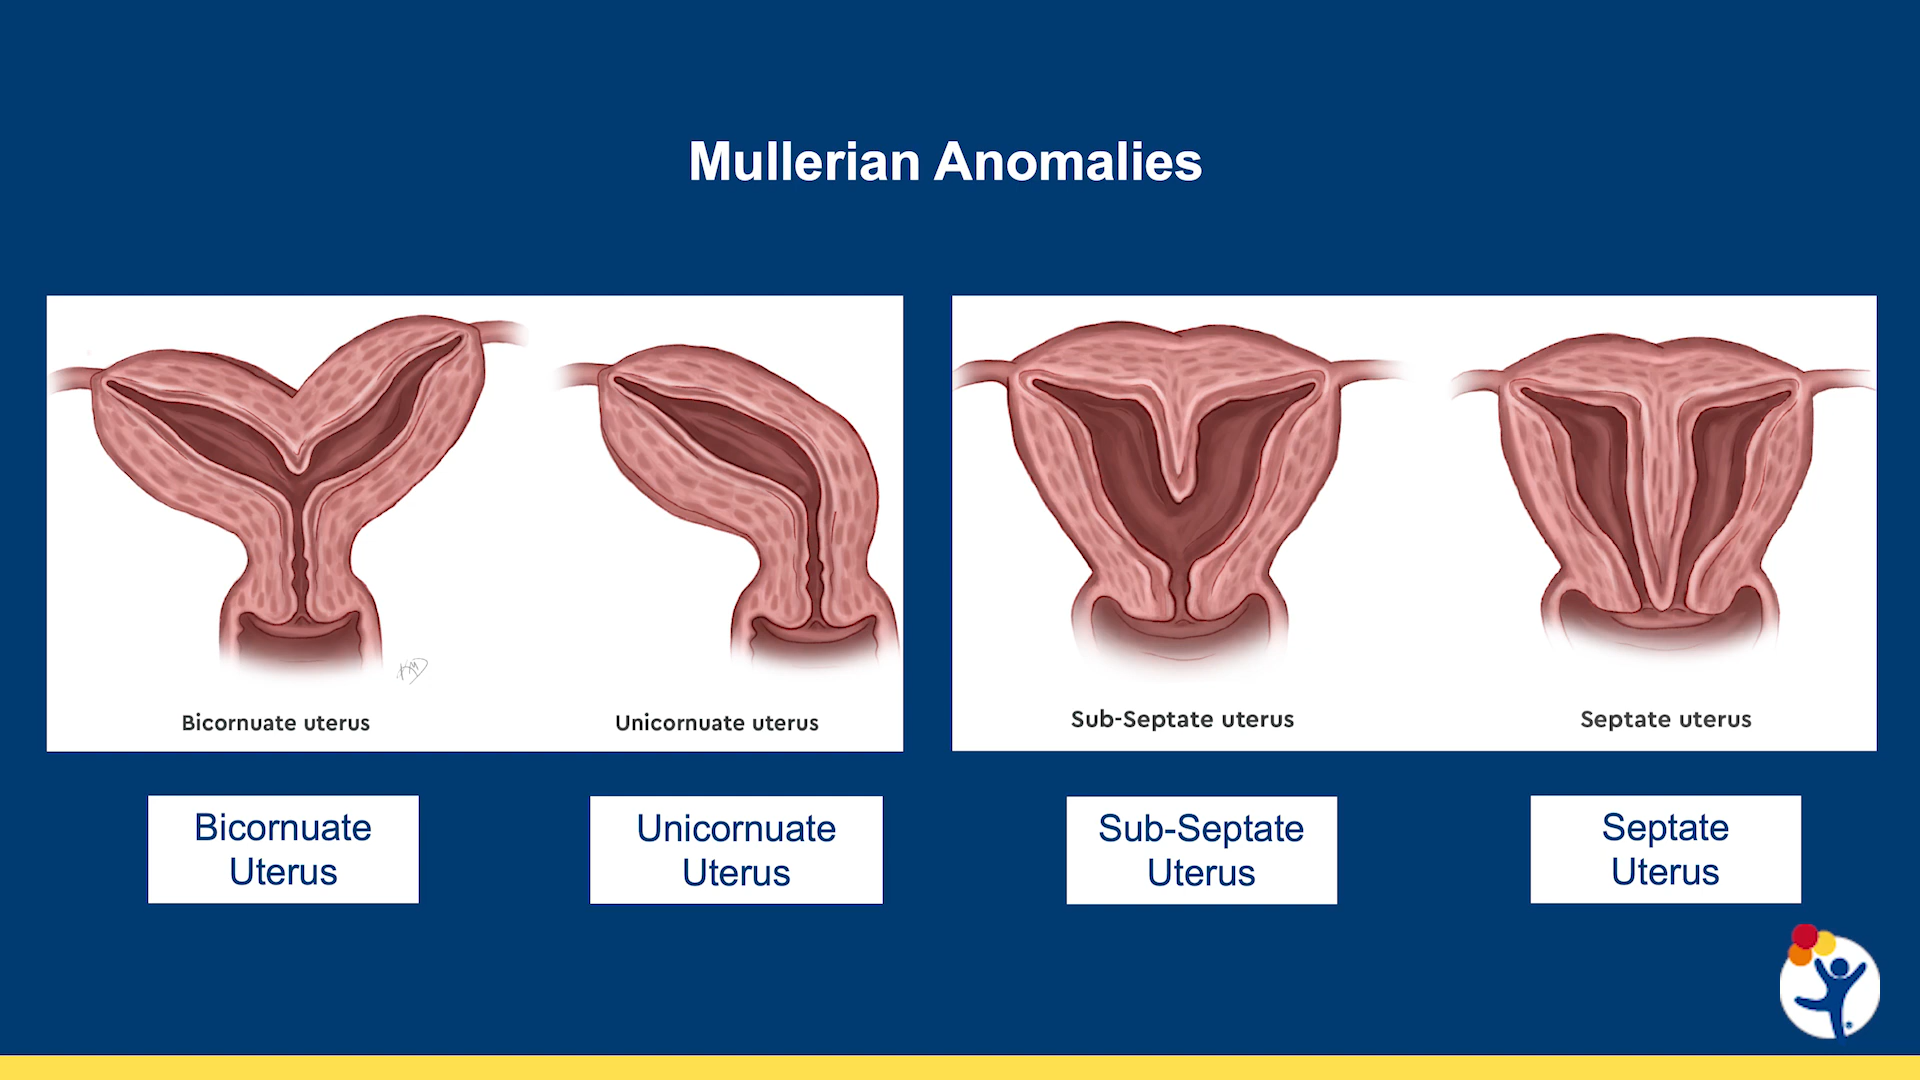 Mullerian Anomalies
Bicornuate uterus
Unicornuate uterus
Sub-Septate uterus
Septate uterus
Bicornuate
Uterus
Unicornuate
Uterus
Sub-Septate
Uterus
Septate
Uterus